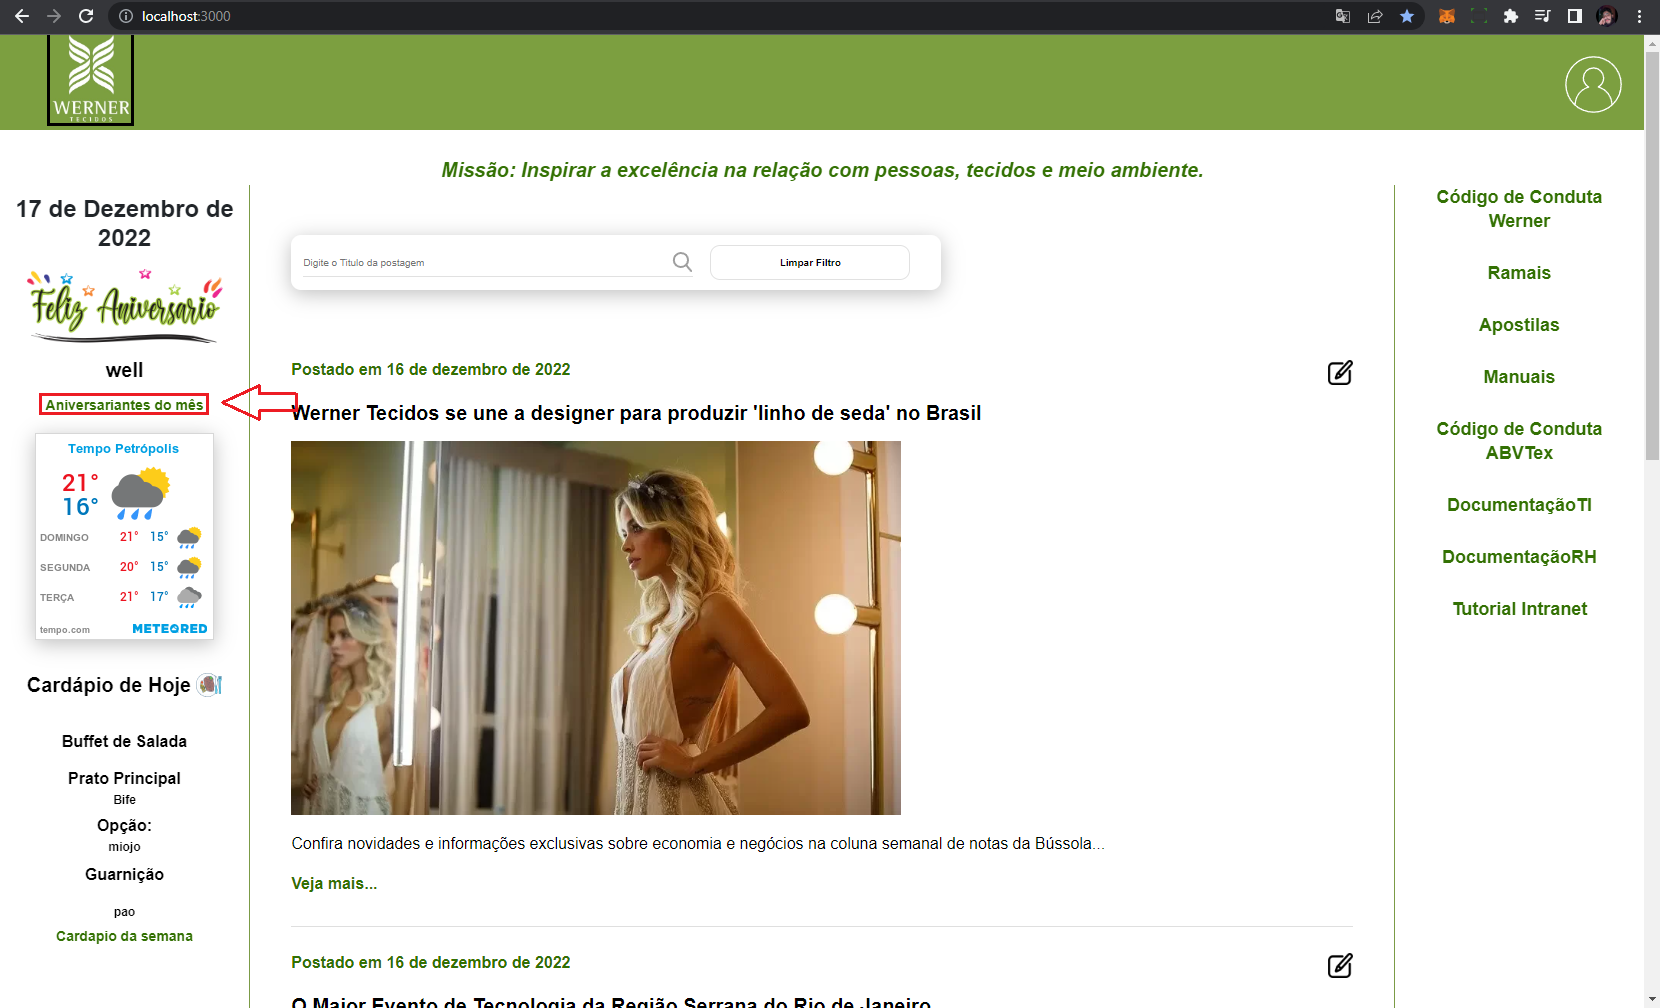 localhost:3000
WERNER
TECIDOS
Missão: Inspirar a excelência na relação com pessoas, tecidos e meio ambiente.
17 de Dezembro de
2022
Feliz Aniversario
well
Aniversariantes do mês
Tempo Petrópolis
21°
16°
DOMINGO 21° 15°
SEGUNDA 20° 15°
TERÇA 21° 17°
tempo.com METEORED
Cardápio de Hoje
Buffet de Salada
Prato Principal
Bife
Opção:
miojo
Guarnição
pao
Cardapio da semana
Digite o Titulo da postagem
Limpar Filtro
Postado em 16 de dezembro de 2022
Werner Tecidos se une a designer para produzir 'linho de seda' no Brasil
Confira novidades e informações exclusivas sobre economia e negócios na coluna semanal de notas da Bússola...
Veja mais...
Postado em 16 de dezembro de 2022
O Maior Evento de Tecnologia da Região Serrana do Rio de Janeiro
Código de Conduta
Werner
Ramais
Apostilas
Manuais
Código de Conduta
ABVTex
DocumentaçãoTI
DocumentaçãoRH
Tutorial Intranet